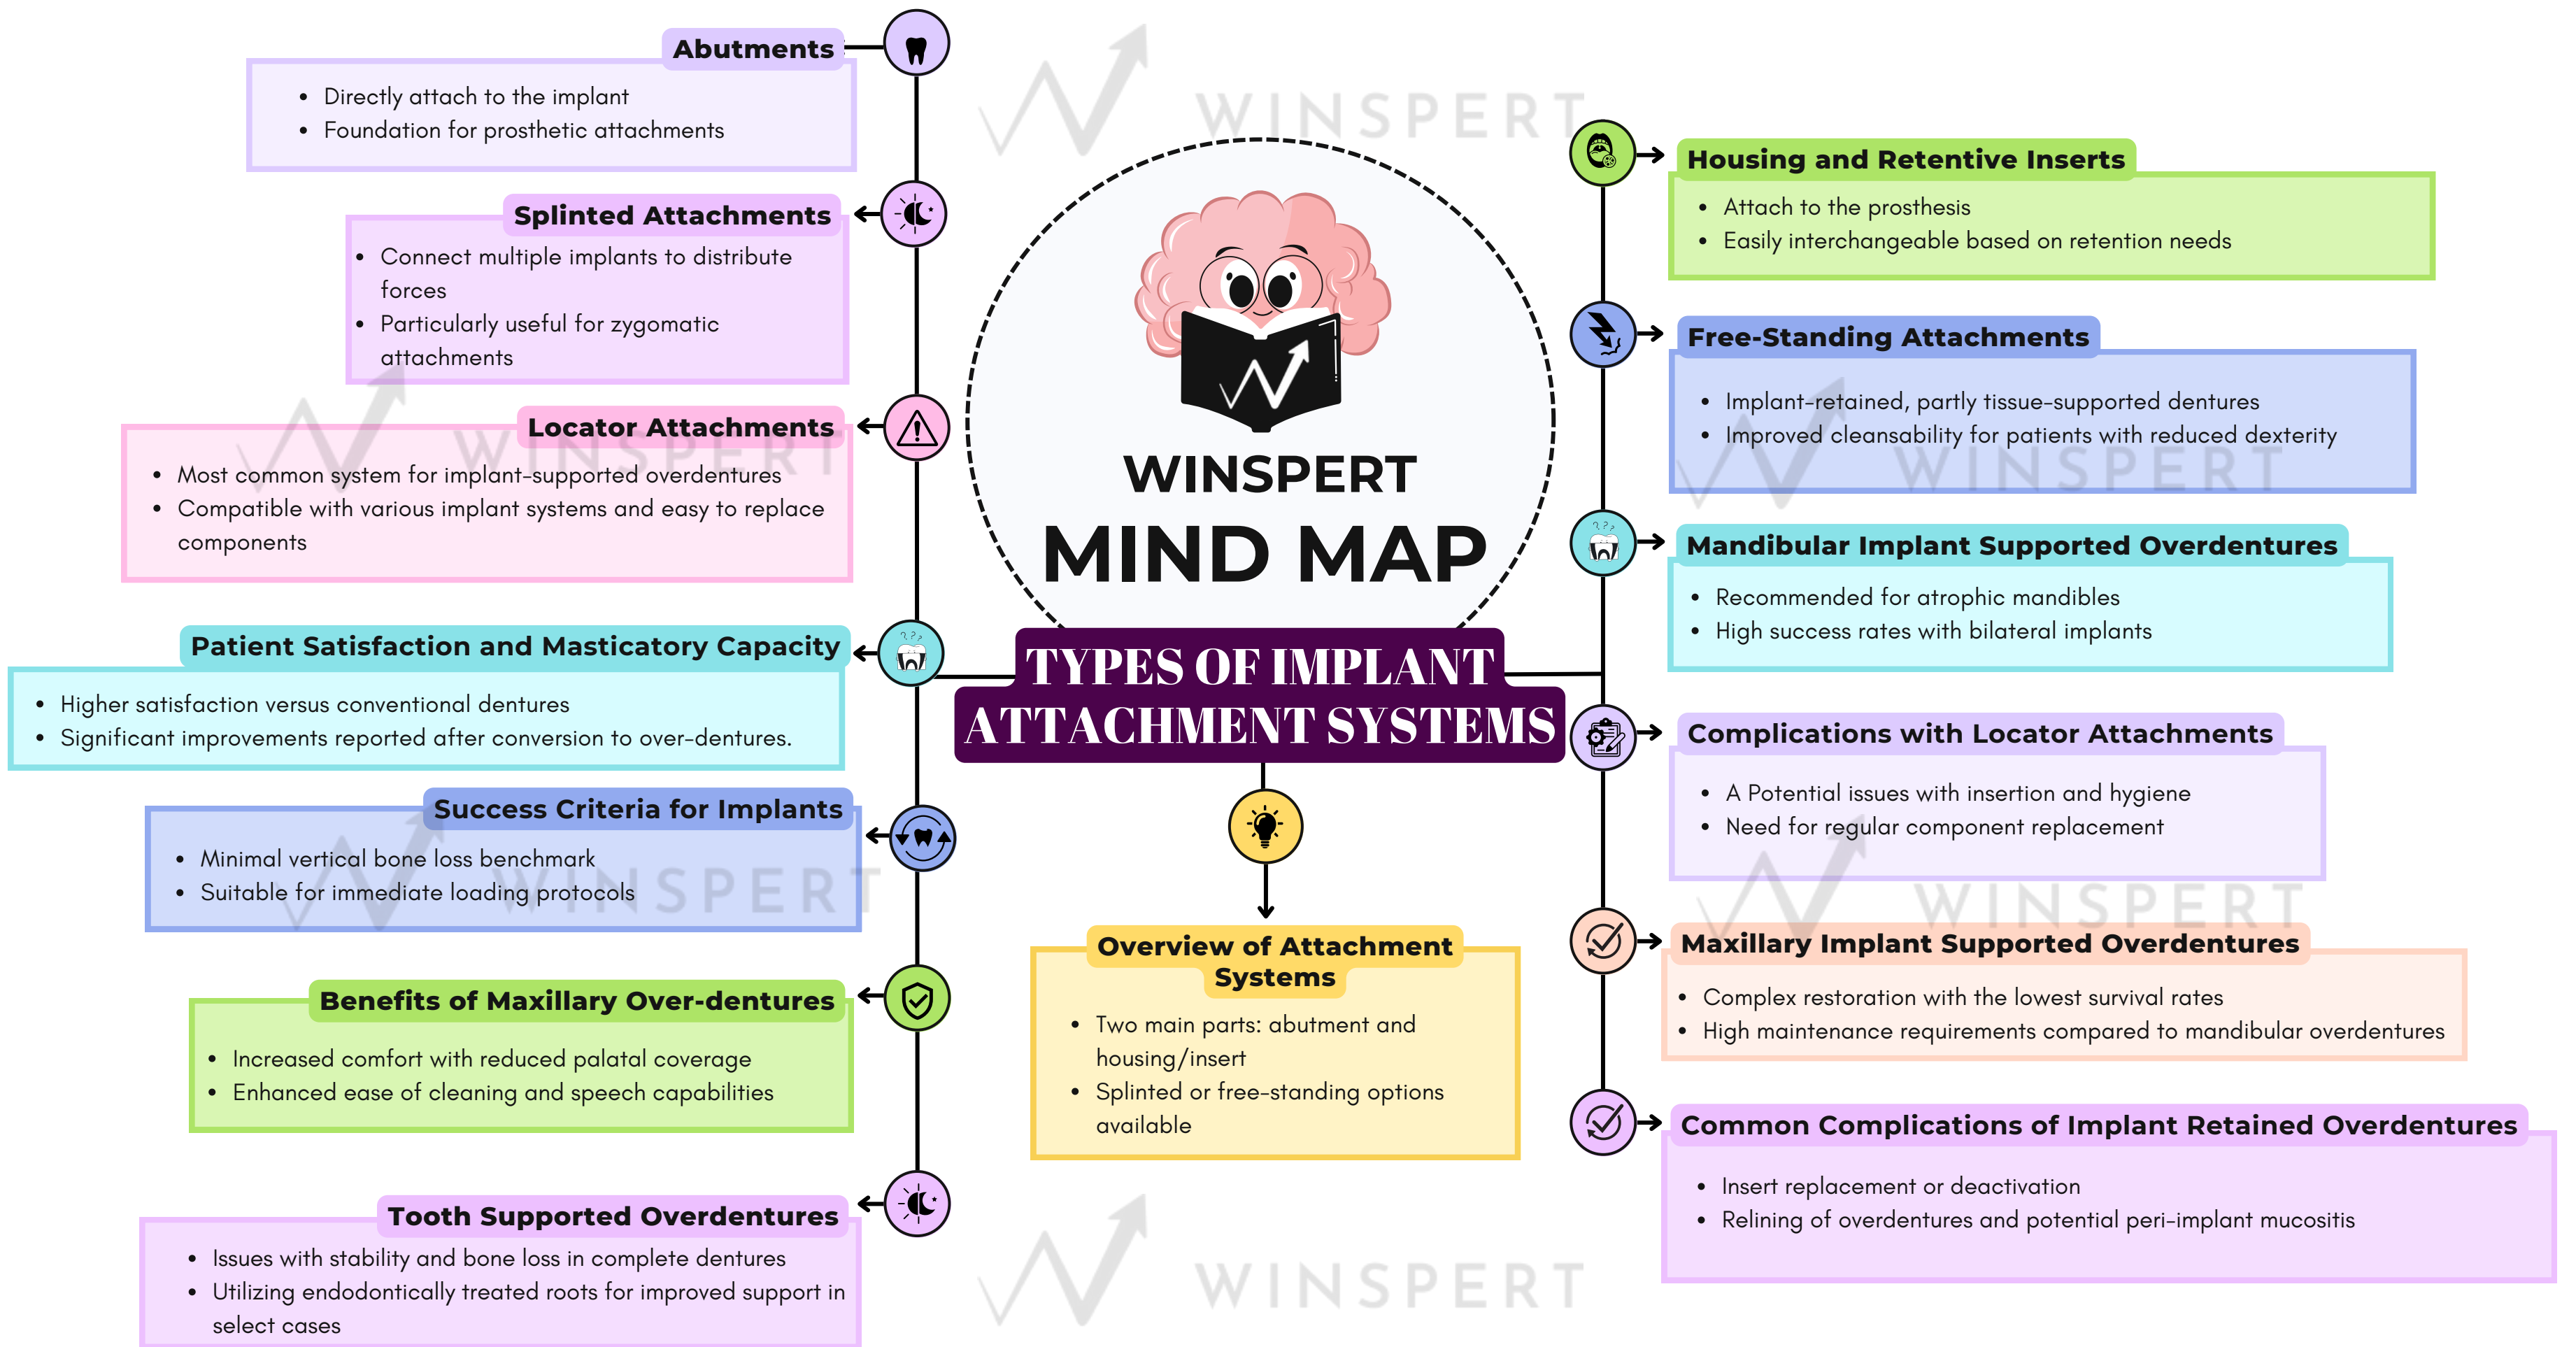 Abutments
• Directly attach to the implant
• Foundation for prosthetic attachments
Splinted Attachments
• Connect multiple implants to distribute
forces
• Particularly useful for zygomatic
attachments
Locator Attachments
• Most common system for implant-supported overdentures
• Compatible with various implant systems and easy to replace
components
Patient Satisfaction and Masticatory Capacity
• Higher satisfaction versus conventional dentures
• Significant improvements reported after conversion to over-dentures.
Success Criteria for Implants
• Minimal vertical bone loss benchmark
• Suitable for immediate loading protocols
Benefits of Maxillary Over-dentures
• Increased comfort with reduced palatal coverage
• Enhanced ease of cleaning and speech capabilities
Tooth Supported Overdentures
• Issues with stability and bone loss in complete dentures
• Utilizing endodontically treated roots for improved support in
select cases
WINSPERT
WINSPERT
MIND MAP
TYPES OF IMPLANT
ATTACHMENT SYSTEMS
Overview of Attachment
Systems
• Two main parts: abutment and
housing/insert
• Splinted or free-standing options
available
WINSPERT
Housing and Retentive Inserts
• Attach to the prosthesis
• Easily interchangeable based on retention needs
Free-Standing Attachments
• Implant-retained, partly tissue-supported dentures
• Improved cleansability for patients with reduced dexterity
Mandibular Implant Supported Overdentures
• Recommended for atrophic mandibles
• High success rates with bilateral implants
Complications with Locator Attachments
• A Potential issues with insertion and hygiene
• Need for regular component replacement
Maxillary Implant Supported Overdentures
• Complex restoration with the lowest survival rates
• High maintenance requirements compared to mandibular overdentures
Common Complications of Implant Retained Overdentures
• Insert replacement or deactivation
• Relining of overdentures and potential peri-implant mucositis
WINSPERT
WINSPERT
WINSPERT
WINSPERT